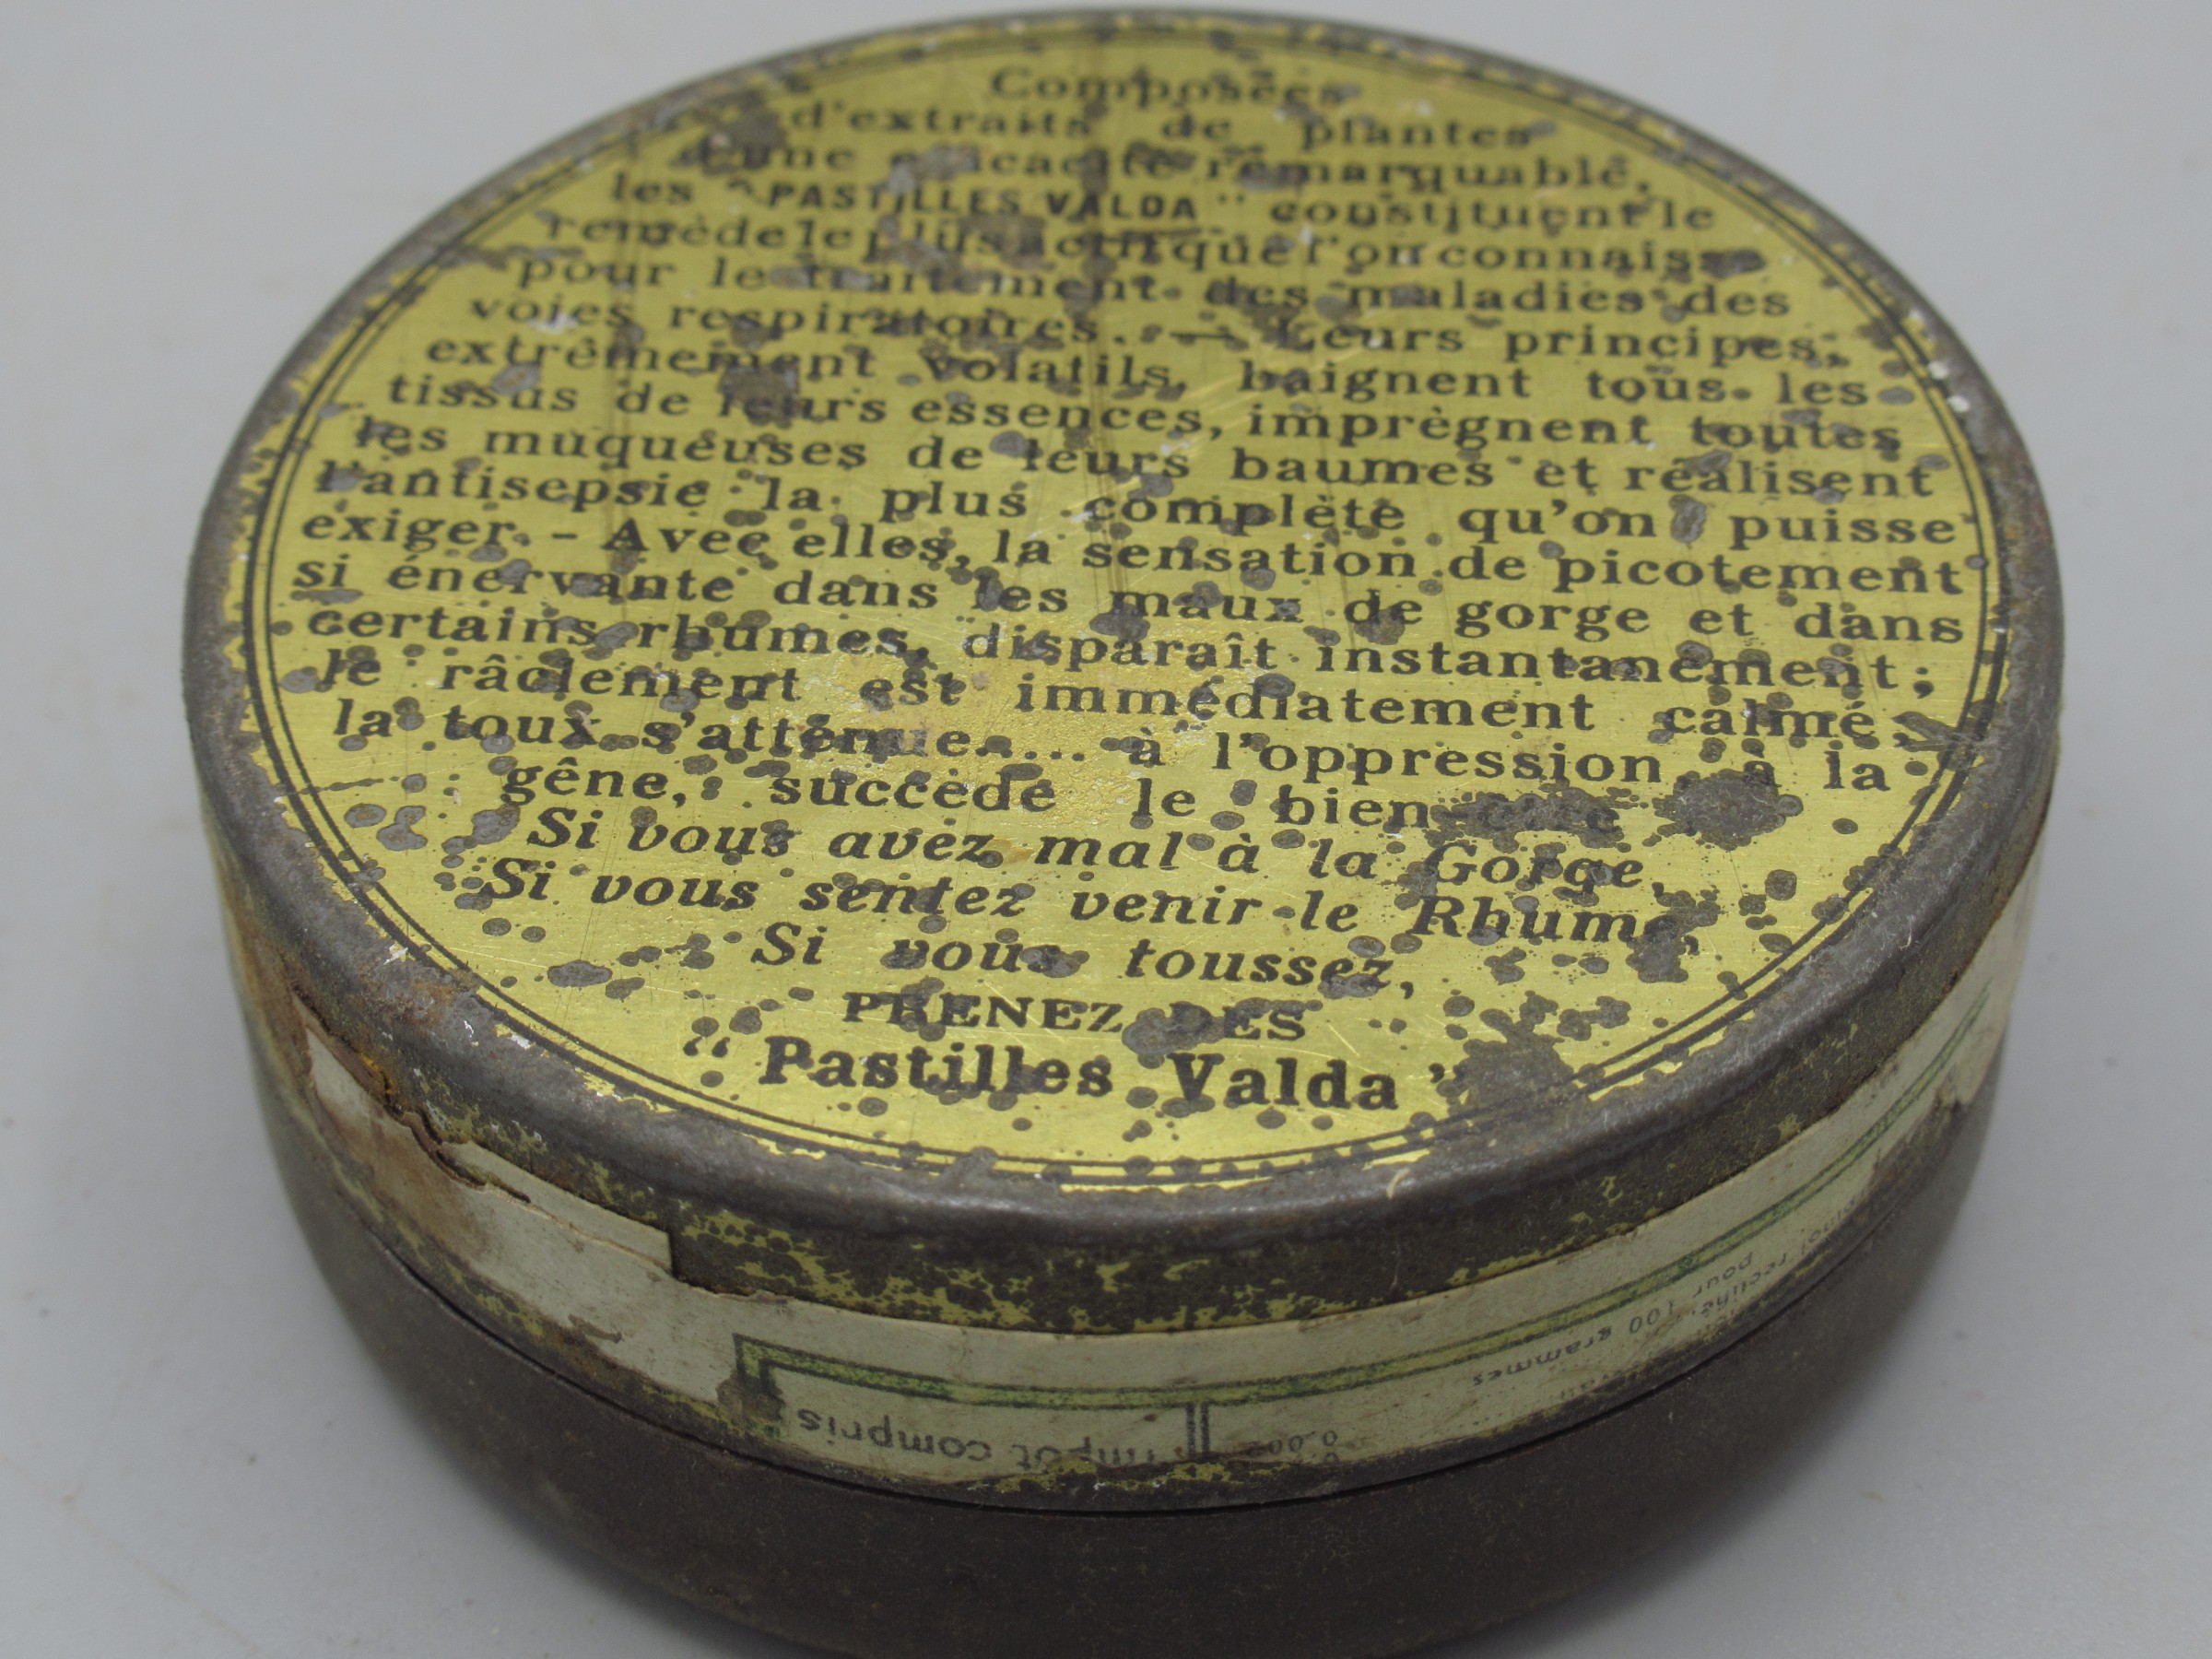 Composées
d'extraits de plantes
d'une efficacité remarquable,
les "PASTILLES VALDA" constituent le
remède le plus actif que l'on connaisse
pour le traitement des maladies des
voies respiratoires. — Leurs principes,
extrêmement volatils, baignent tous les
tissus de leurs essences, imprègnent toutes
les muqueuses de leurs baumes et réalisent
l'antisepsie la plus complète qu'on puisse
exiger. - Avec elles, la sensation de picotement
si énervante dans les maux de gorge et dans
certains rhumes, disparaît instantanément ;
le râclement est immédiatement calmé,
la toux s'atténue.... à l'oppression, à la
gêne, succède le bien-être
Si vous avez mal à la Gorge,
Si vous sentez venir le Rhume,
Si vous toussez,
PRENEZ DES
"Pastilles Valda"
impôt compris
0.002
pour 100 grammes